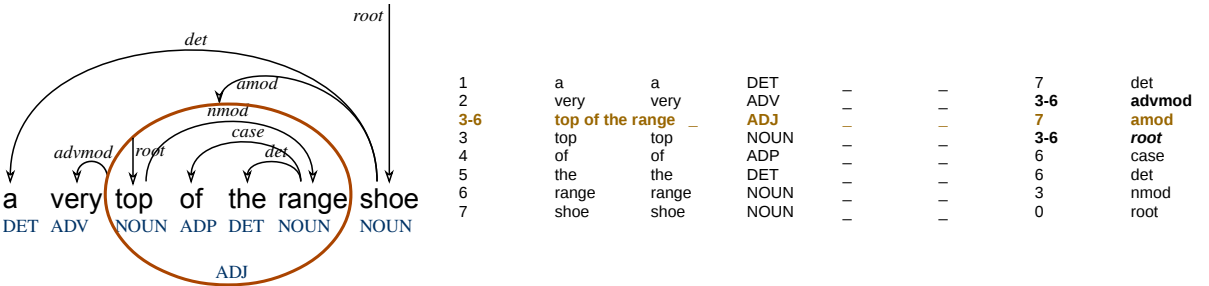 root
det
amod
nmod
case
advmod root det
a very top of the range shoe
DET ADV NOUN ADP DET NOUN NOUN
ADJ
1 a a DET _ _ 7 det
2 very very ADV _ _ 3-6 advmod
3-6 top of the range _ ADJ _ _ 7 amod
3 top top NOUN _ _ 3-6 root
4 of of ADP _ _ 6 case
5 the the DET _ _ 6 det
6 range range NOUN _ _ 3 nmod
7 shoe shoe NOUN _ _ 0 root